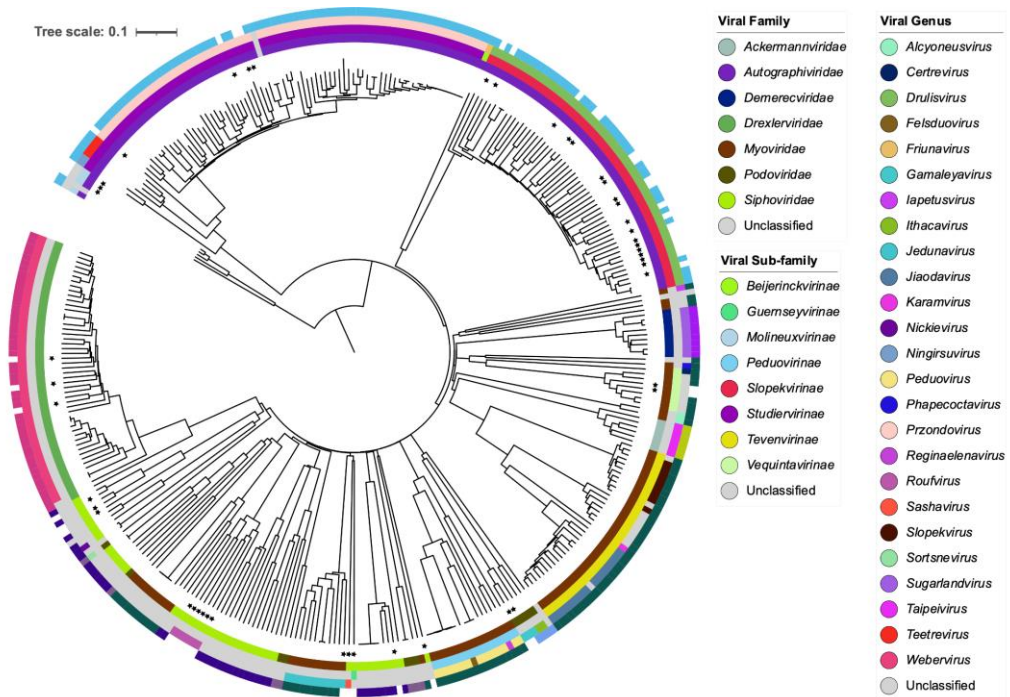 Tree scale: 0.1
Viral Family
Ackermannviridae
Autographiviridae
Demerecviridae
Drexlerviridae
Myoviridae
Podoviridae
Siphoviridae
Unclassified
Viral Sub-family
Beijerinckvirinae
Guernseyvirinae
Molineuxvirinae
Peduovirinae
Slopekvirinae
Studiervirinae
Tevenvirinae
Vequintavirinae
Unclassified
Viral Genus
Alcyoneusvirus
Certrevirus
Drulisvirus
Felsduovirus
Friunavirus
Gamaleyavirus
Iapetusvirus
Ithacavirus
Jedunavirus
Jiaodavirus
Karamvirus
Nickievirus
Ningirsuvirus
Peduovirus
Phapecoctavirus
Przondovirus
Reginaelenavirus
Roufvirus
Sashavirus
Slopekvirus
Sortsnevirus
Sugarlandvirus
Taipeivirus
Teetrevirus
Webervirus
Unclassified